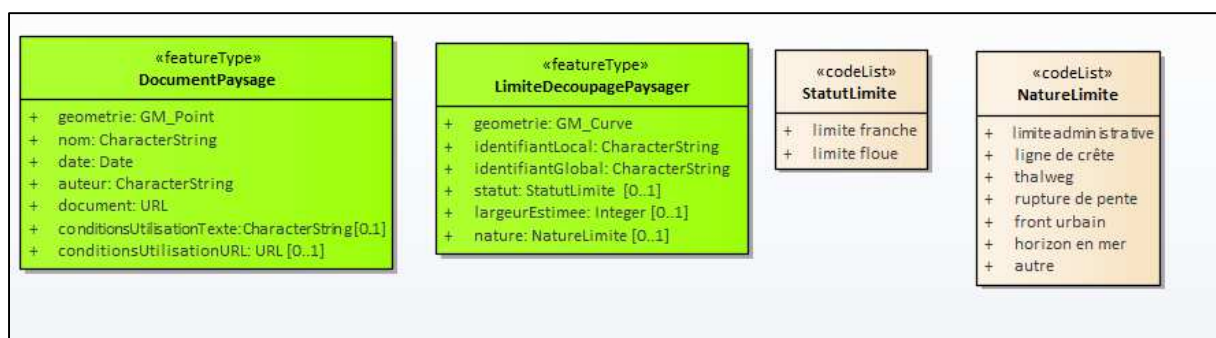 «featureType»
DocumentPaysage
+ geometrie: GM_Point
+ nom: CharacterString
+ date: Date
+ auteur: CharacterString
+ document: URL
+ conditionsUtilisationTexte:CharacterString[0.1]
+ conditionsUtilisationURL: URL [0..1]
«featureType»
LimiteDecoupagePaysager
+ geometrie: GM_Curve
+ identifiantLocal: CharacterString
+ identifiantGlobal: CharacterString
+ statut: StatutLimite [0..1]
+ largeurEstimee: Integer [0..1]
+ nature: NatureLimite [0..1]
«codeList»
StatutLimite
+ limite franche
+ limite floue
«codeList»
NatureLimite
+ limite administrative
+ ligne de crête
+ thalweg
+ rupture de pente
+ front urbain
+ horizon en mer
+ autre